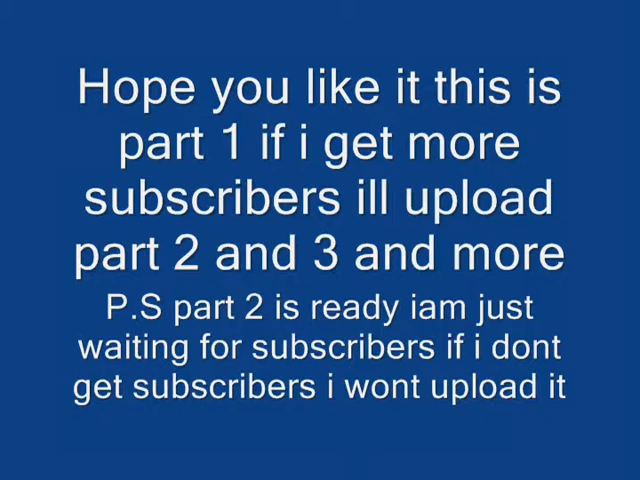 Hope you like it this is
part 1 if i get more
subscribers ill upload
part 2 and 3 and more
P.S part 2 is ready iam just
waiting for subscribers if i dont
get subscribers i wont upload it